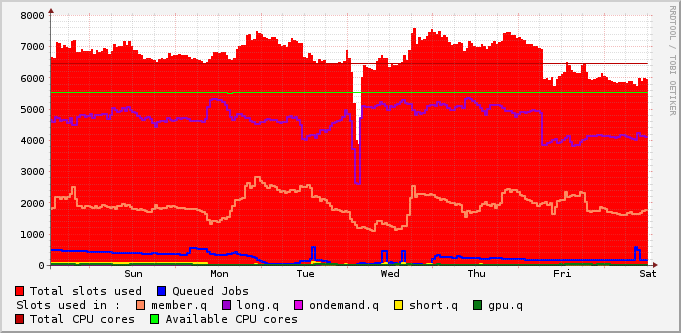 8000
7000
6000
5000
4000
3000
2000
1000
0
Sun Mon Tue Wed Thu Fri Sat
RRDTOOL / TOBI OETIKER
Total slots used Queued Jobs
Slots used in : member.q long.q ondemand.q short.q gpu.q
Total CPU cores Available CPU cores